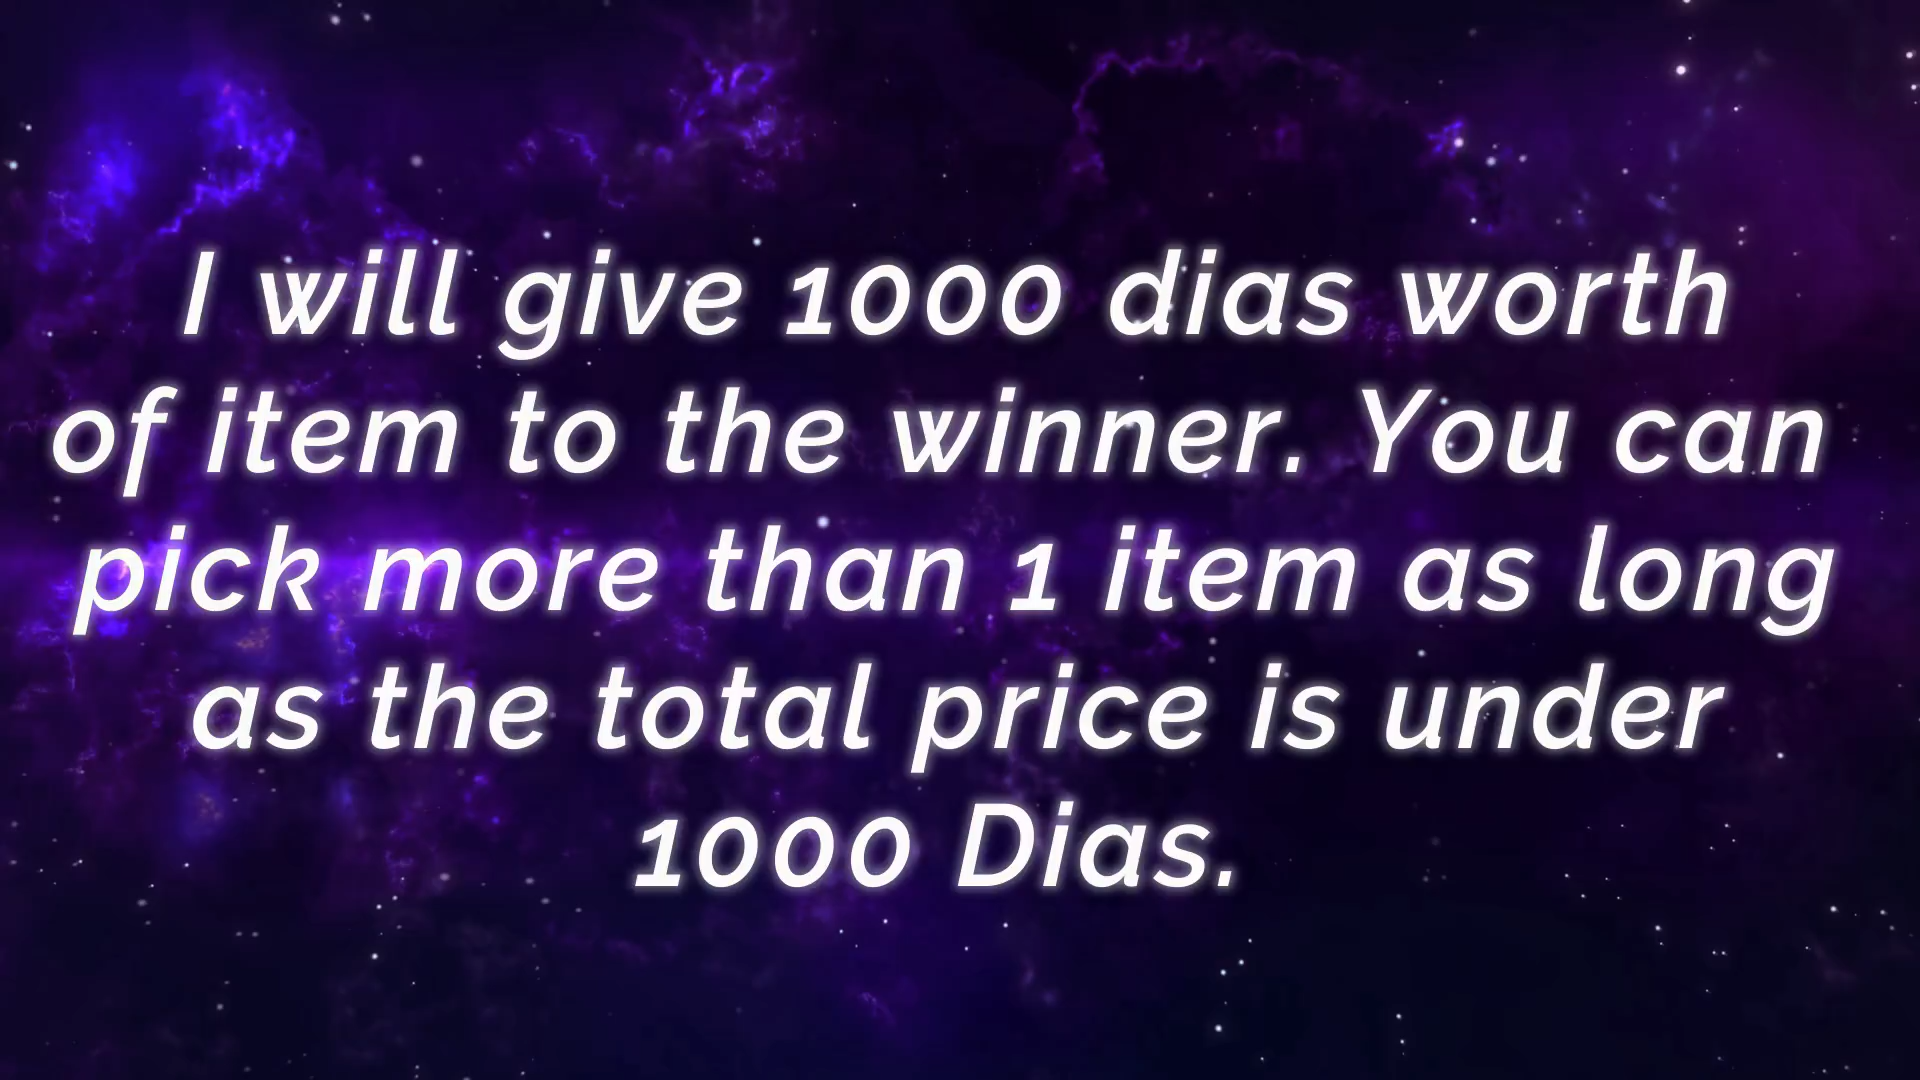 I will give 1000 dias worth
of item to the winner. You can
pick more than 1 item as long
as the total price is under
1000 Dias.